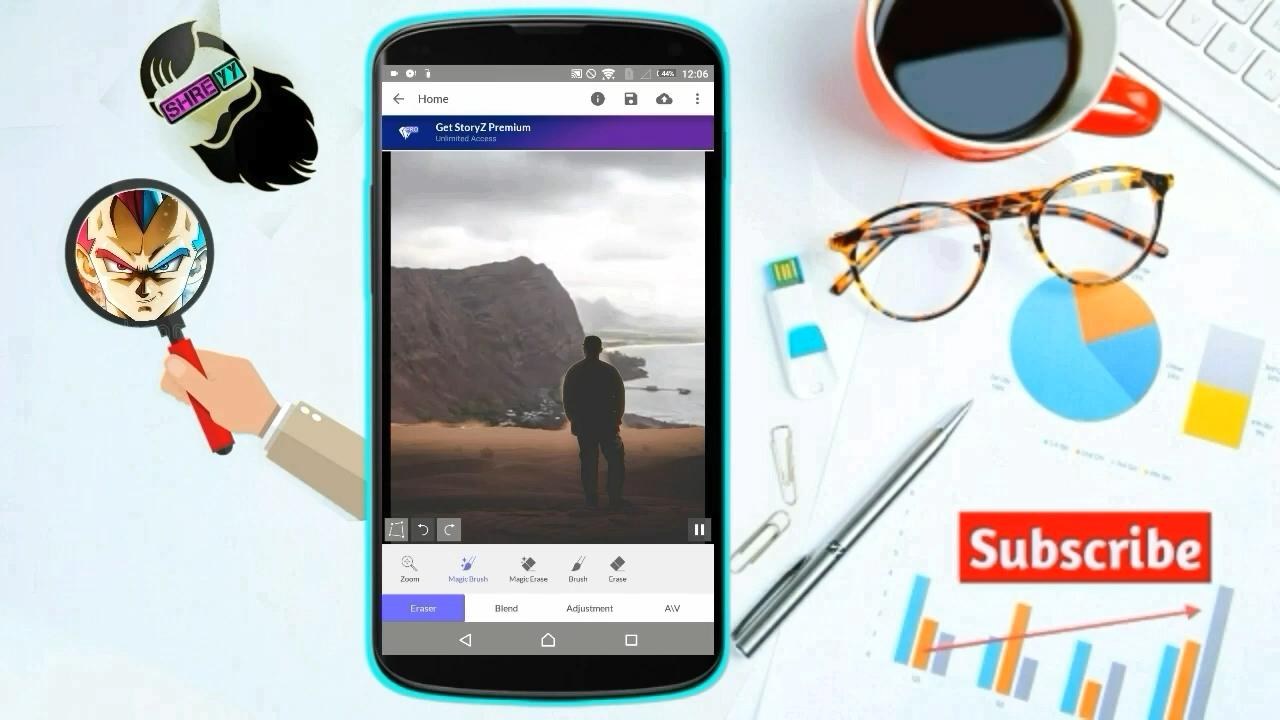 SHRE YY
44% 12:06
Home
PRO
Get StoryZ Premium
Unlimited Access
Zoom
Magic Brush
Magic Erase
Brush
Erase
Eraser
Blend
Adjustment
A\V
Subscribe